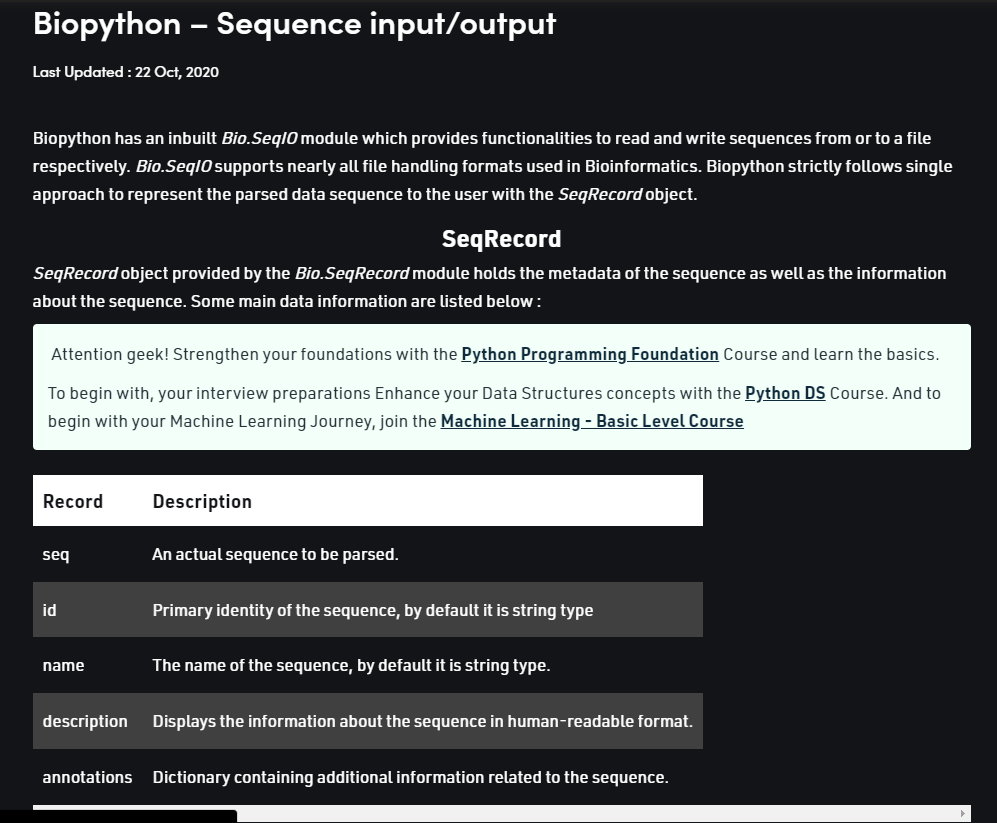 Biopython – Sequence input/output
Last Updated : 22 Oct, 2020
Biopython has an inbuilt Bio.SeqIO module which provides functionalities to read and write sequences from or to a file
respectively. Bio.SeqIO supports nearly all file handling formats used in Bioinformatics. Biopython strictly follows single
approach to represent the parsed data sequence to the user with the SeqRecord object.
SeqRecord
SeqRecord object provided by the Bio.SeqRecord module holds the metadata of the sequence as well as the information
about the sequence. Some main data information are listed below :
Attention geek! Strengthen your foundations with the Python Programming Foundation Course and learn the basics.
To begin with, your interview preparations Enhance your Data Structures concepts with the Python DS Course. And to
begin with your Machine Learning Journey, join the Machine Learning - Basic Level Course
Record Description
seq An actual sequence to be parsed.
id Primary identity of the sequence, by default it is string type
name The name of the sequence, by default it is string type.
description Displays the information about the sequence in human-readable format.
annotations Dictionary containing additional information related to the sequence.